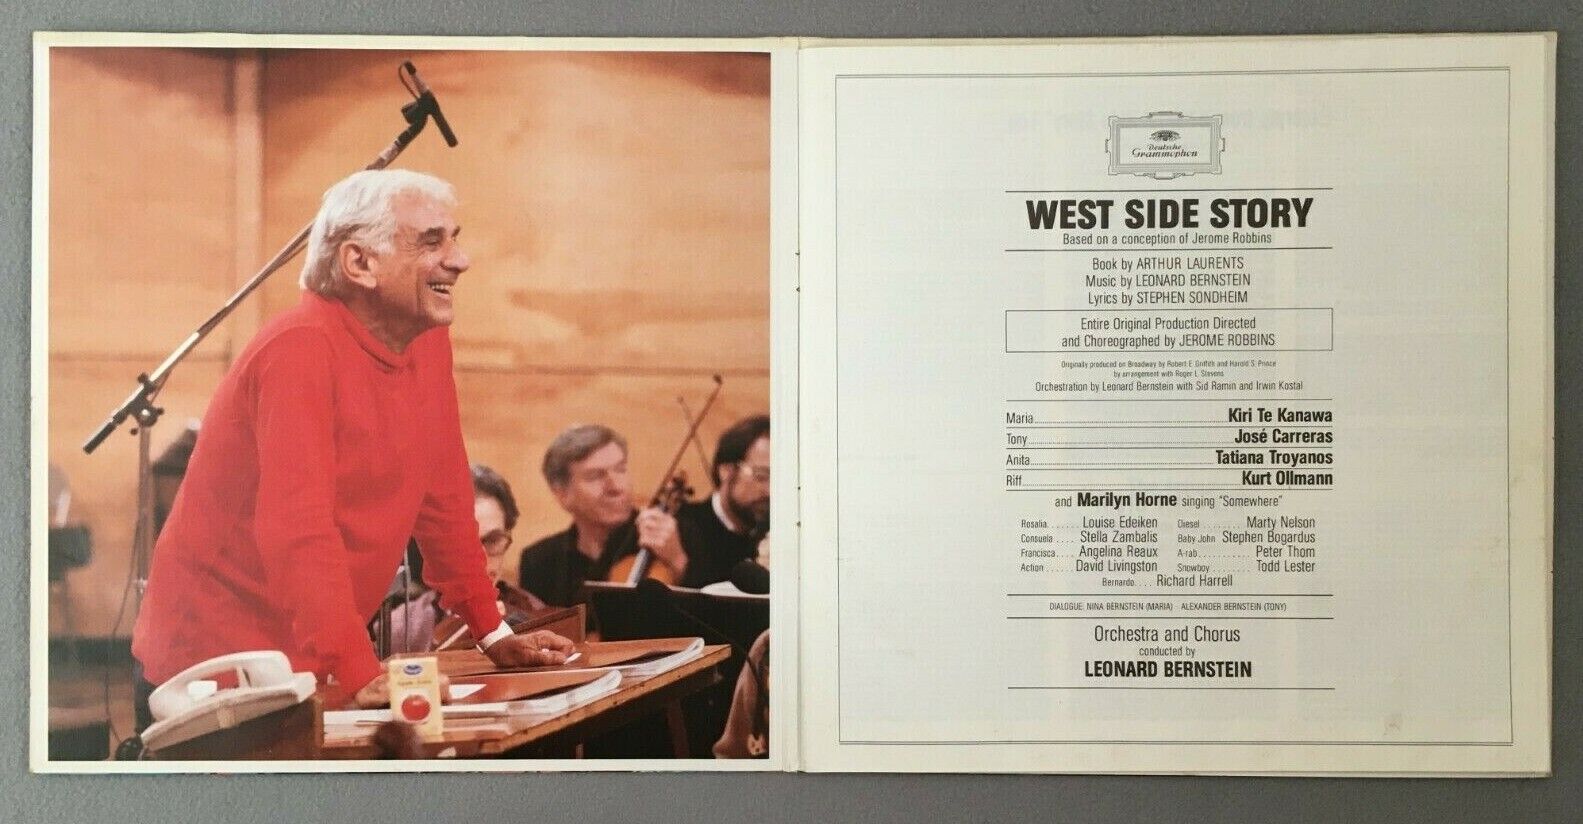 Deutsche
Grammophon
WEST SIDE STORY
Based on a conception of Jerome Robbins
Book by ARTHUR LAURENTS
Music by LEONARD BERNSTEIN
Lyrics by STEPHEN SONDHEIM
Entire Original Production Directed
and Choreographed by JEROME ROBBINS
Originally produced on Broadway by Robert E. Griffith and Harold S. Prince
by arrangement with Roger L. Stevens
Orchestration by Leonard Bernstein with Sid Ramin and Irwin Kostal
Maria Kiri Te Kanawa
Tony José Carreras
Anita Tatiana Troyanos
Riff Kurt Ollmann
and Marilyn Horne singing "Somewhere"
Rosalia....... Louise Edeiken Diesel........ Marty Nelson
Consuela.... Stella Zambalis Baby John Stephen Bogardus
Francisca.... Angelina Reaux A-rab........... Peter Thom
Action...... David Livingston Snowboy........ Todd Lester
Bernardo.... Richard Harrell
DIALOGUE: NINA BERNSTEIN (MARIA) · ALEXANDER BERNSTEIN (TONY)
Orchestra and Chorus
conducted by
LEONARD BERNSTEIN